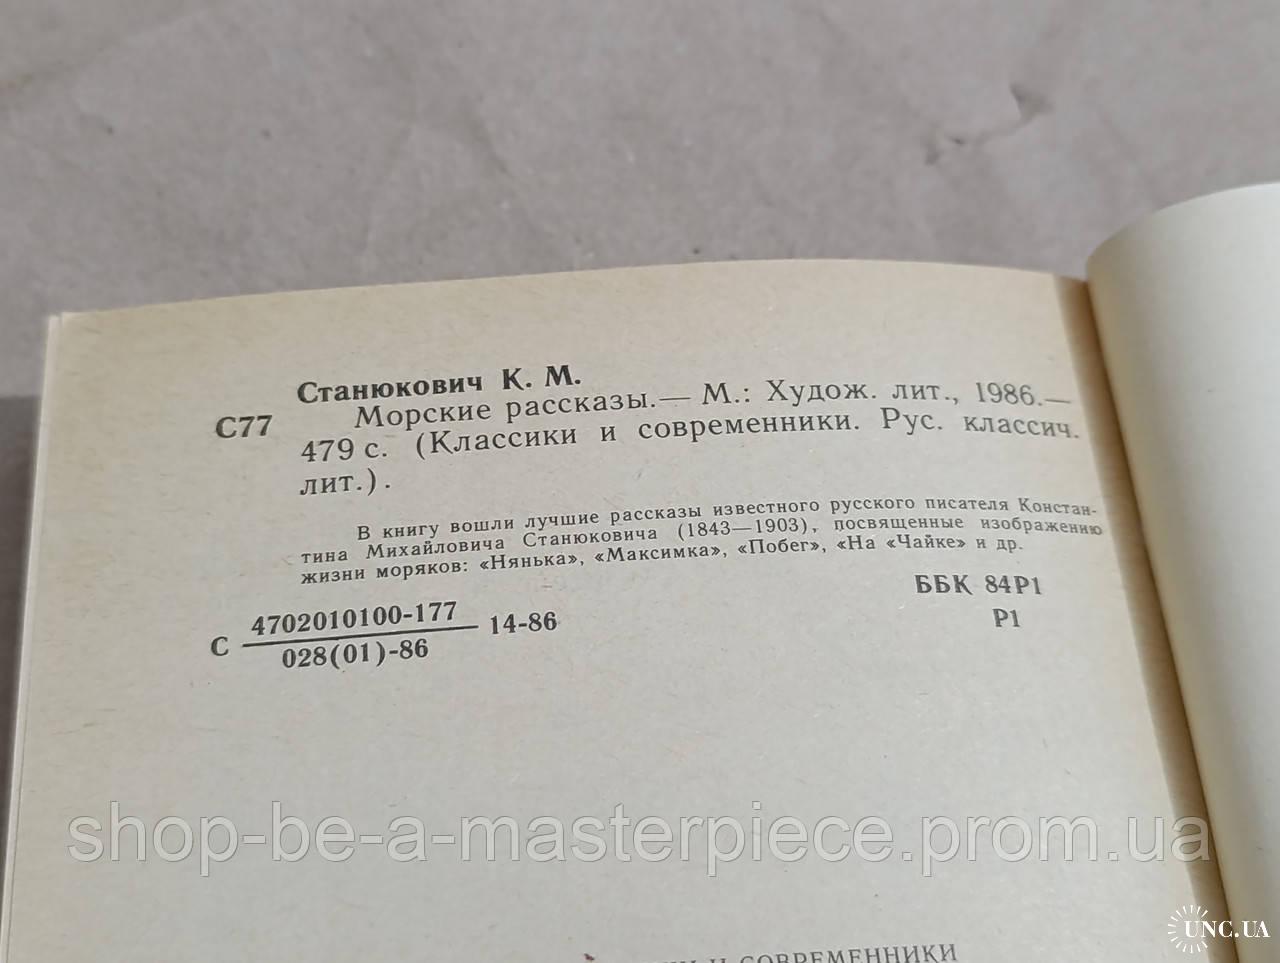 Станюкович К. М.
С77 Морские рассказы.— М.: Худож. лит., 1986.—
479 с. (Классики и современники. Рус. классич.
лит.).
В книгу вошли лучшие рассказы известного русского писателя Констан-
тина Михайловича Станюковича (1843—1903), посвященные изображению
жизни моряков: «Нянька», «Максимка», «Побег», «На «Чайке» и др.
С 4702010100-177 14-86
028(01)-86
ББК 84Р1
Р1
shop-be-a-masterpiece.prom.ua
И СОВРЕМЕННИКИ
UNC.UA